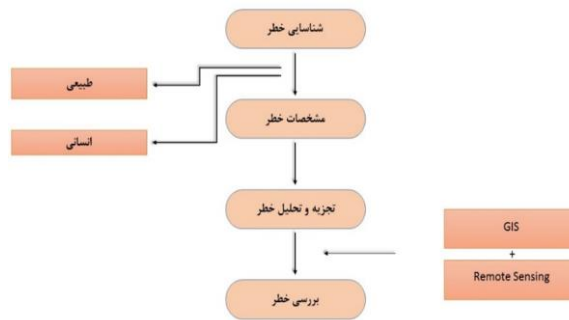 شناسایی خطر
طبیعی
مشخصات خطر
انسانی
تجزیه و تحلیل خطر
GIS
+
Remote Sensing
بررسی خطر